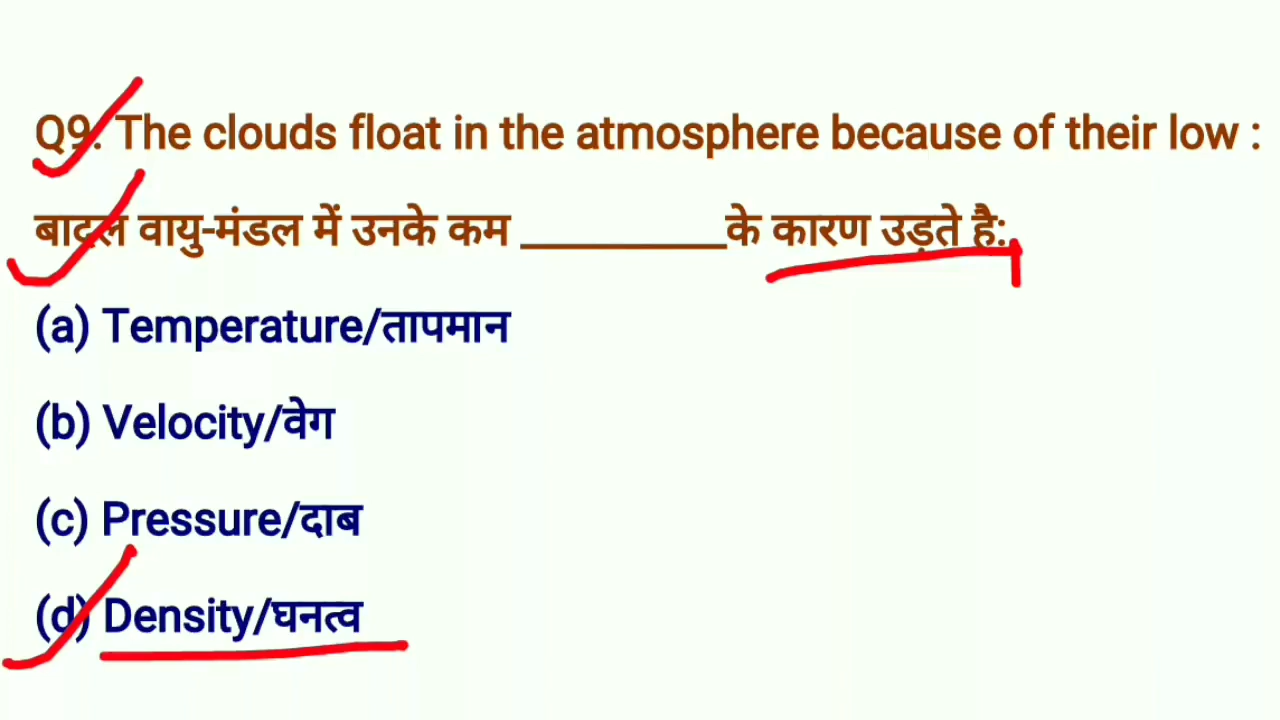 Q9. The clouds float in the atmosphere because of their low :
बादल वायु-मंडल में उनके कम __________के कारण उड़ते है:
(a) Temperature/तापमान
(b) Velocity/वेग
(c) Pressure/दाब
(d) Density/घनत्व